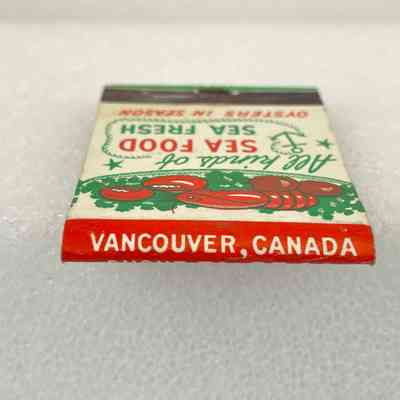 All kinds of
SEA FOOD
SEA FRESH
OYSTERS IN SEASON
VANCOUVER, CANADA